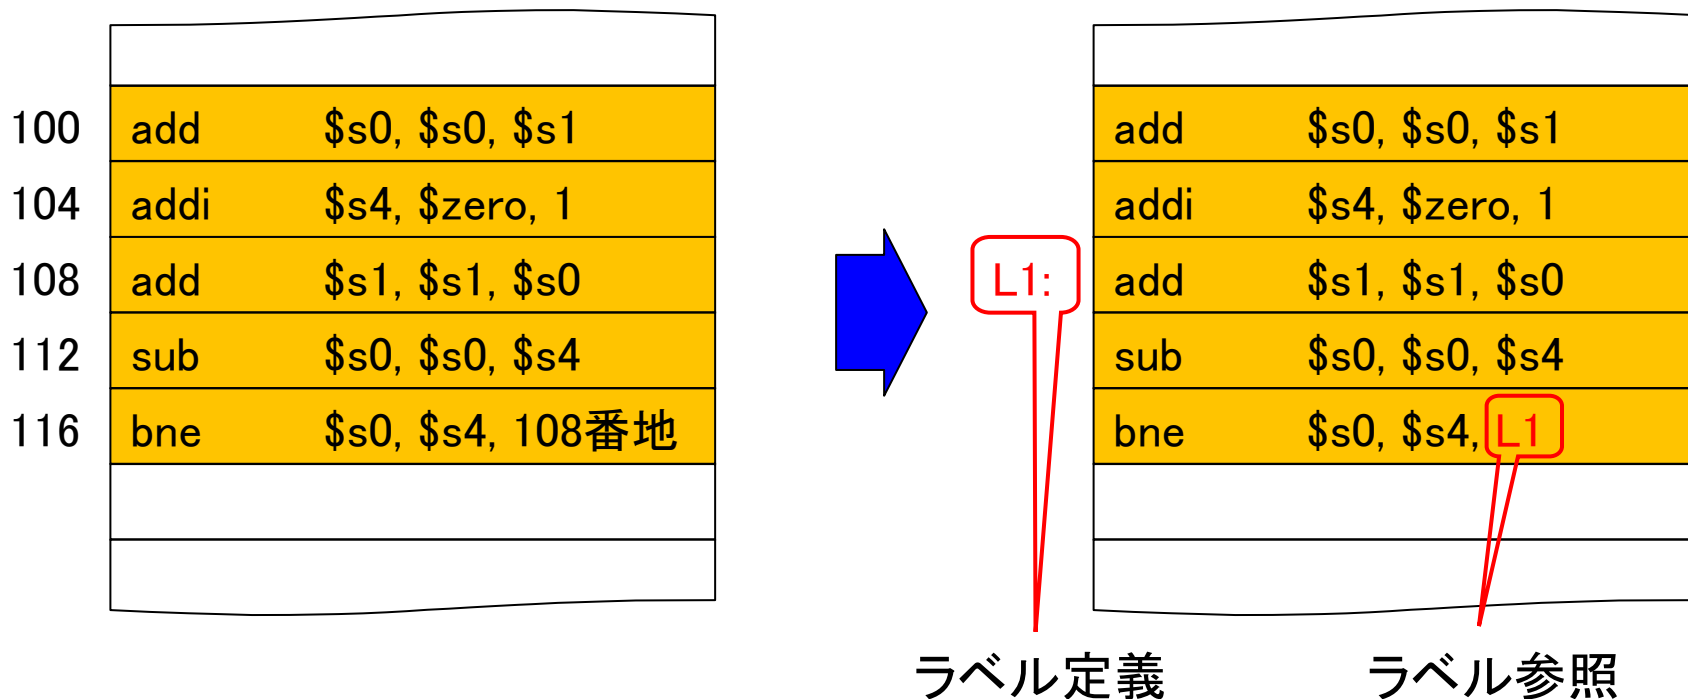 100 add $s0, $s0, $s1
104 addi $s4, $zero, 1
108 add $s1, $s1, $s0
112 sub $s0, $s0, $s4
116 bne $s0, $s4, 108番地
add $s0, $s0, $s1
addi $s4, $zero, 1
L1: add $s1, $s1, $s0
sub $s0, $s0, $s4
bne $s0, $s4, L1
ラベル定義
ラベル参照